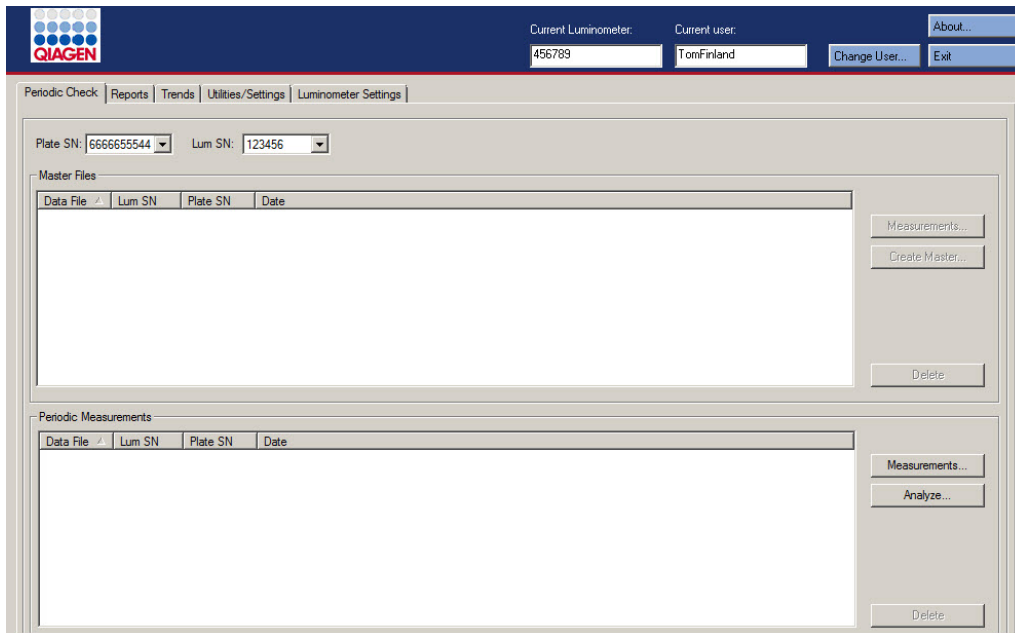 QIAGEN
Current Luminometer: Current user: About...
456789 TomFinland Change User... Exit
Periodic Check Reports Trends Utilities/Settings Luminometer Settings
Plate SN: 6666655544 Lum SN: 123456
Master Files
Data File Lum SN Plate SN Date
Measurements...
Create Master...
Delete
Periodic Measurements
Data File Lum SN Plate SN Date
Measurements...
Analyze...
Delete